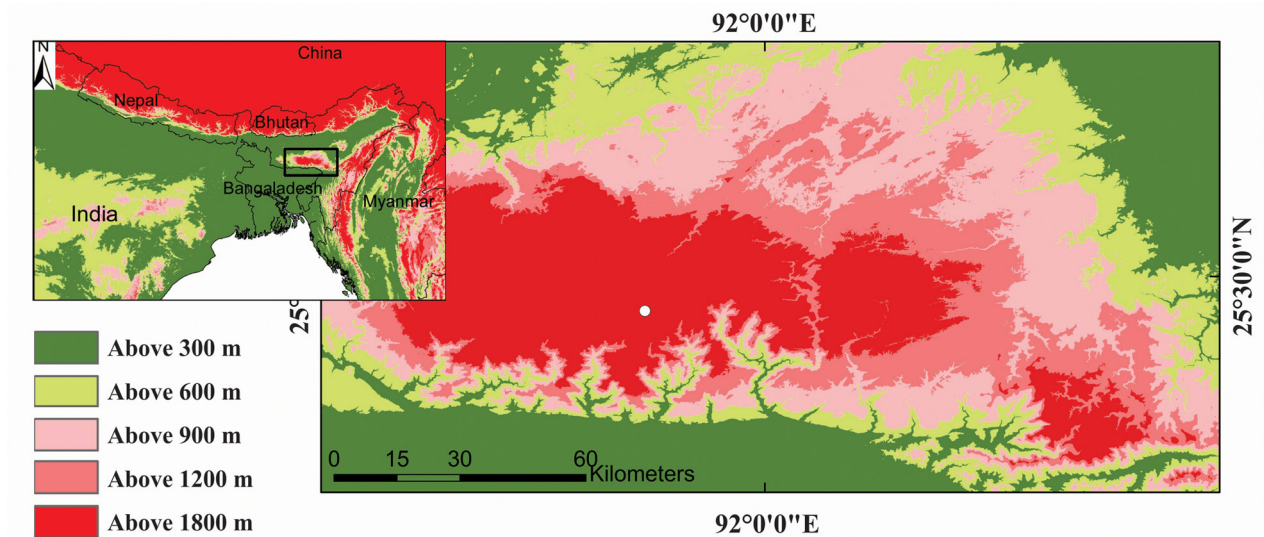 92°0'0"E
N
China
Nepal
Bhutan
Bangaladesh
Myanmar
India
25°
25°30'0"N
Above 300 m
Above 600 m
Above 900 m
Above 1200 m
Above 1800 m
0 15 30 60
Kilometers
92°0'0"E